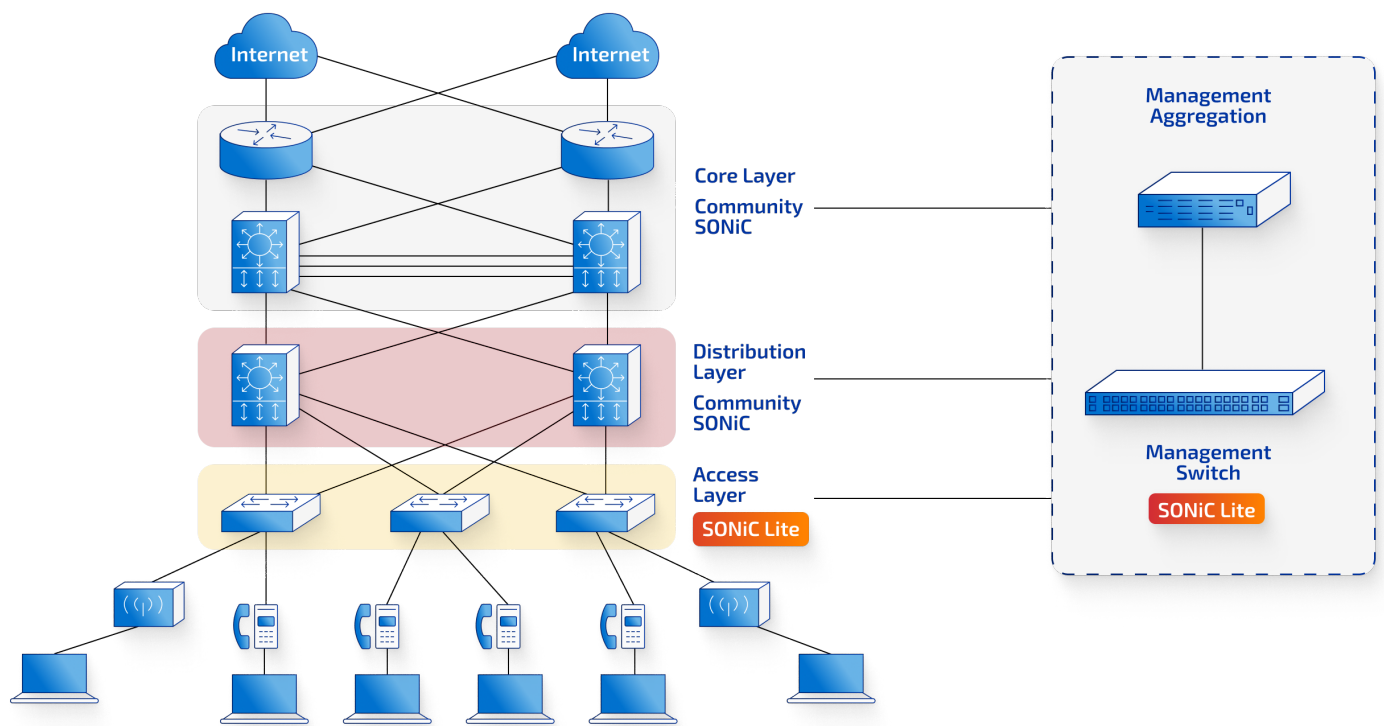 Internet
Internet
Core Layer
Community
SONiC
Distribution
Layer
Community
SONiC
Access
Layer
SONiC Lite
Management
Aggregation
Management
Switch
SONiC Lite